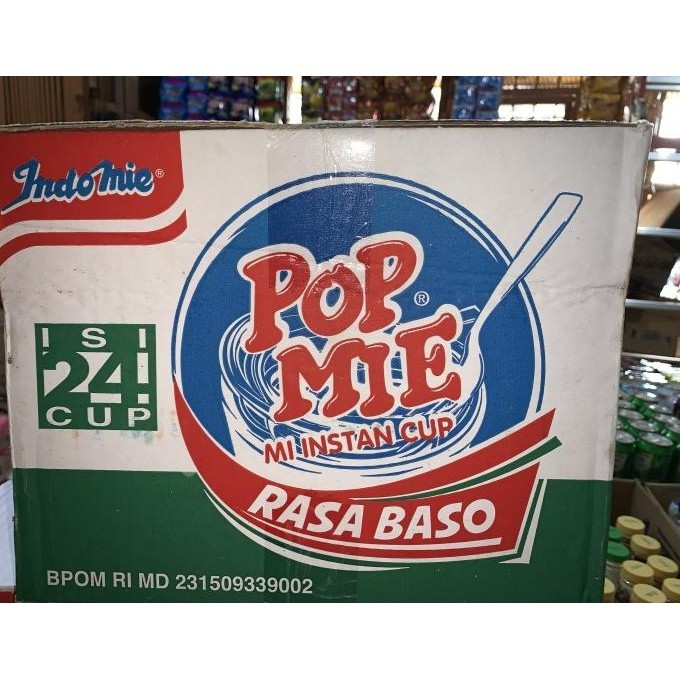 Indomie®
POP
MIE®
MI INSTAN CUP
ISI
24
CUP
RASA BASO
BPOM RI MD 231509339002